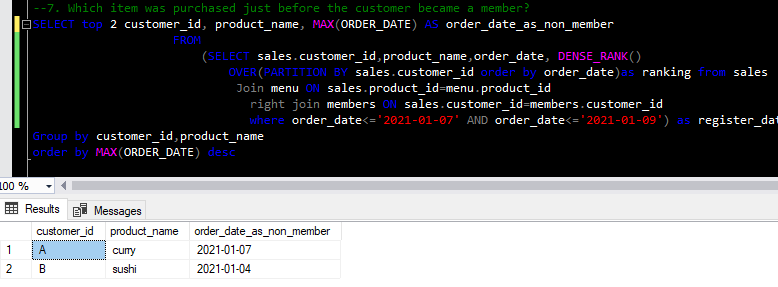 --7. Which item was purchased just before the customer became a member?
SELECT top 2 customer_id, product_name, MAX(ORDER_DATE) AS order_date_as_non_member
FROM
(SELECT sales.customer_id,product_name,order_date, DENSE_RANK()
OVER(PARTITION BY sales.customer_id order by order_date)as ranking from sales
Join menu ON sales.product_id=menu.product_id
right join members ON sales.customer_id=members.customer_id
where order_date<='2021-01-07' AND order_date<='2021-01-09') as register_dat
Group by customer_id,product_name
order by MAX(ORDER_DATE) desc
100 %
Results Messages
customer_id product_name order_date_as_non_member
1 A curry 2021-01-07
2 B sushi 2021-01-04